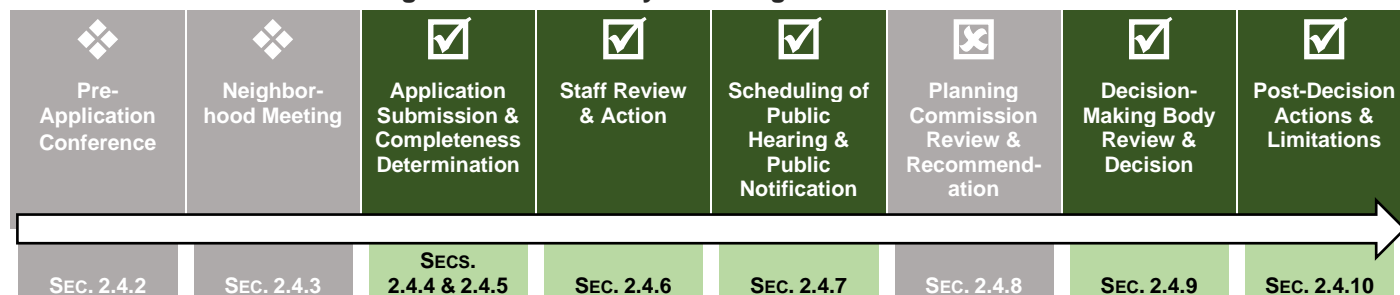 Pre-
Application
Conference
Neighbor-
hood Meeting
Application
Submission &
Completeness
Determination
Staff Review
& Action
Scheduling of
Public
Hearing &
Public
Notification
Planning
Commission
Review &
Recommend-
ation
Decision-
Making Body
Review &
Decision
Post-Decision
Actions &
Limitations
SEC. 2.4.2
SEC. 2.4.3
SECS.
2.4.4 & 2.4.5
SEC. 2.4.6
SEC. 2.4.7
SEC. 2.4.8
SEC. 2.4.9
SEC. 2.4.10